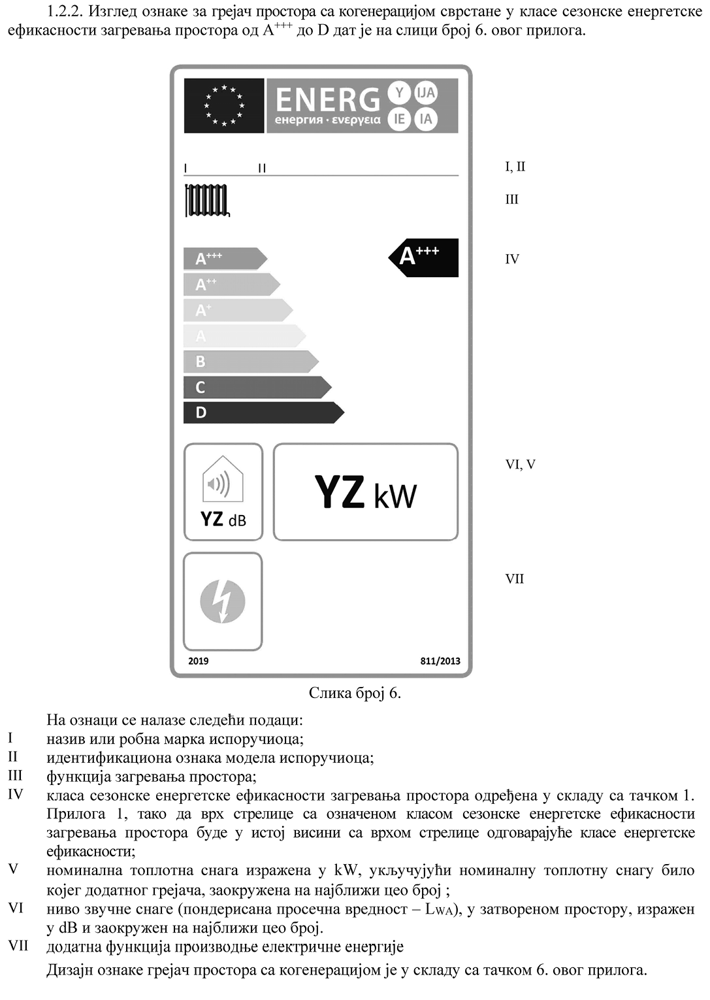 1.2.2. Изглед ознаке за грејач простора са когенерацијом сврстане у класе сезонске енергетске
ефикасности загревања простора од А+++ до D дат је на слици број 6. овог прилога.
ENERG
енергия · ενεργεια
Y IJA
IE IA
I II
I, II
III
A+++
A+++
IV
A++
A+
A
B
C
D
VI, V
YZ kW
YZ dB
VII
2019 811/2013
Слика број 6.
На ознаци се налазе следећи подаци:
I назив или робна марка испоручиоца;
II идентификациона ознака модела испоручиоца;
III функција загревања простора;
IV класа сезонске енергетске ефикасности загревања простора одређена у складу са тачком 1.
Прилога 1, тако да врх стрелице са означеном класом сезонске енергетске ефикасности
загревања простора буде у истој висини са врхом стрелице одговарајуће класе енергетске
ефикасности;
V номинална топлотна снага изражена у kW, укључујући номиналну топлотну снагу било
којег додатног грејача, заокружена на најближи цео број ;
VI ниво звучне снаге (пондерисана просечна вредност – LWA), у затвореном простору, изражен
у dB и заокружен на најближи цео број.
VII додатна функција производње електричне енергије
Дизајн ознаке грејач простора са когенерацијом је у складу са тачком 6. овог прилога.